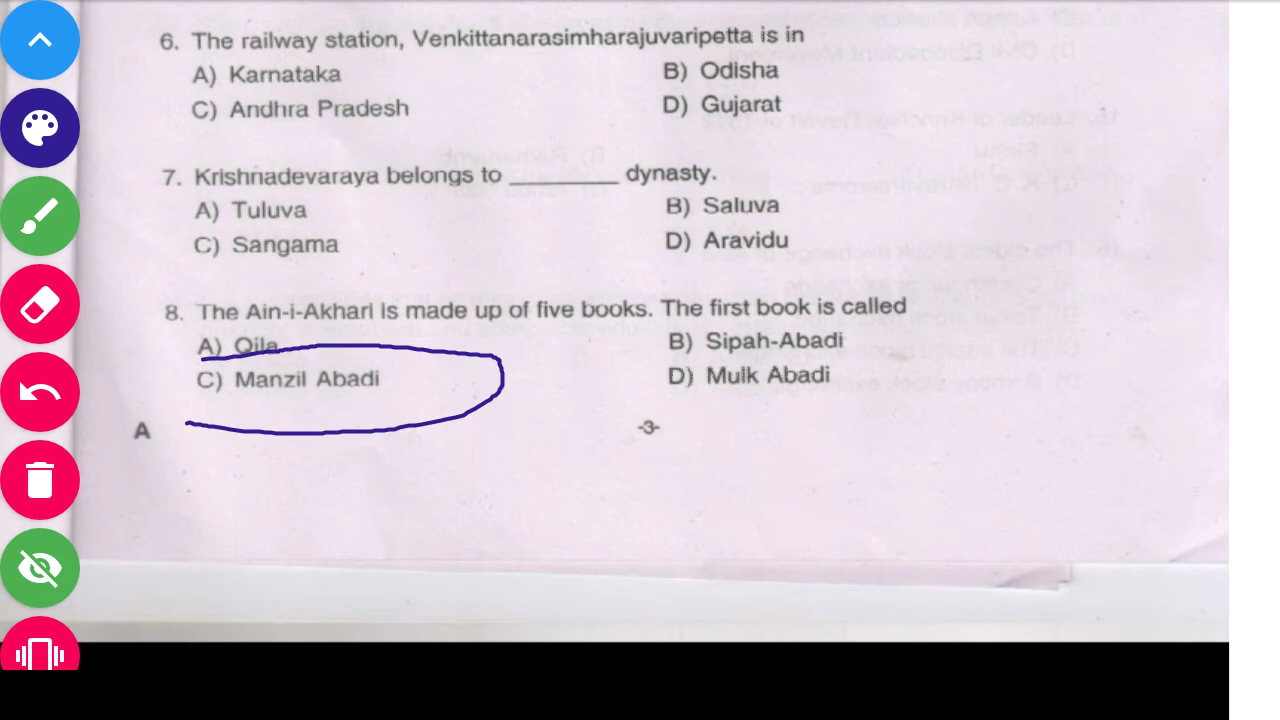 6. The railway station, Venkittanarasimharajuvaripetta is in
A) Karnataka B) Odisha
C) Andhra Pradesh D) Gujarat
7. Krishnadevaraya belongs to ________ dynasty.
A) Tuluva B) Saluva
C) Sangama D) Aravidu
8. The Ain-i-Akhari is made up of five books. The first book is called
A) Qila B) Sipah-Abadi
C) Manzil Abadi D) Mulk Abadi
A -3-